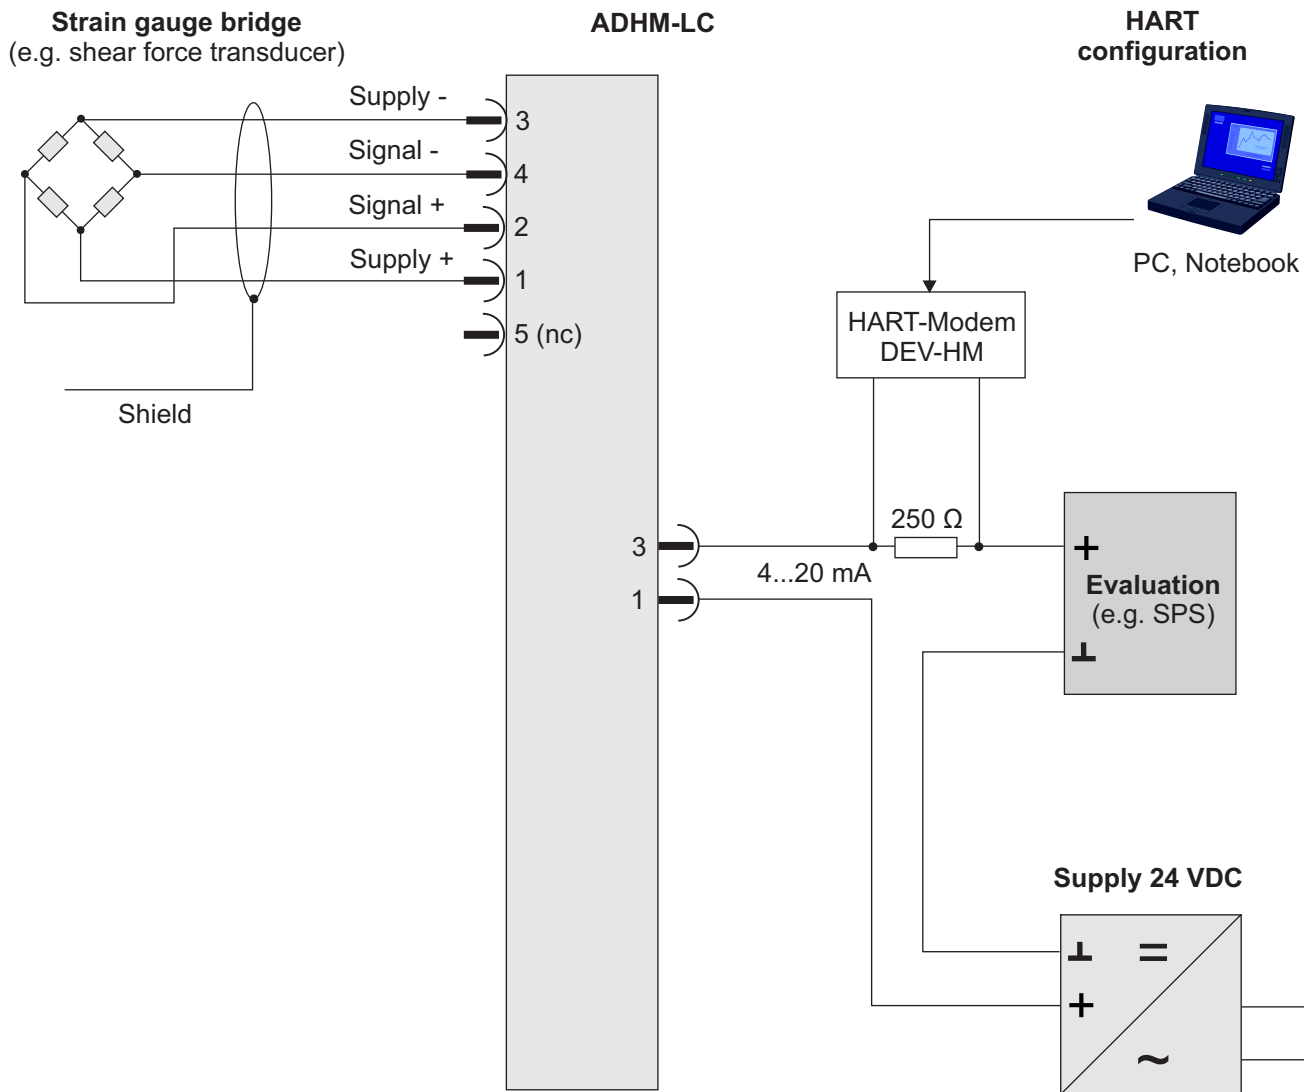 Strain gauge bridge
(e.g. shear force transducer)
ADHM-LC
HART
configuration
Supply -
3
Signal -
4
Signal +
2
Supply +
1
5 (nc)
Shield
PC, Notebook
HART-Modem
DEV-HM
250 Ω
3
4...20 mA
1
+
Evaluation
(e.g. SPS)
⊥
Supply 24 VDC
⊥ =
+
~